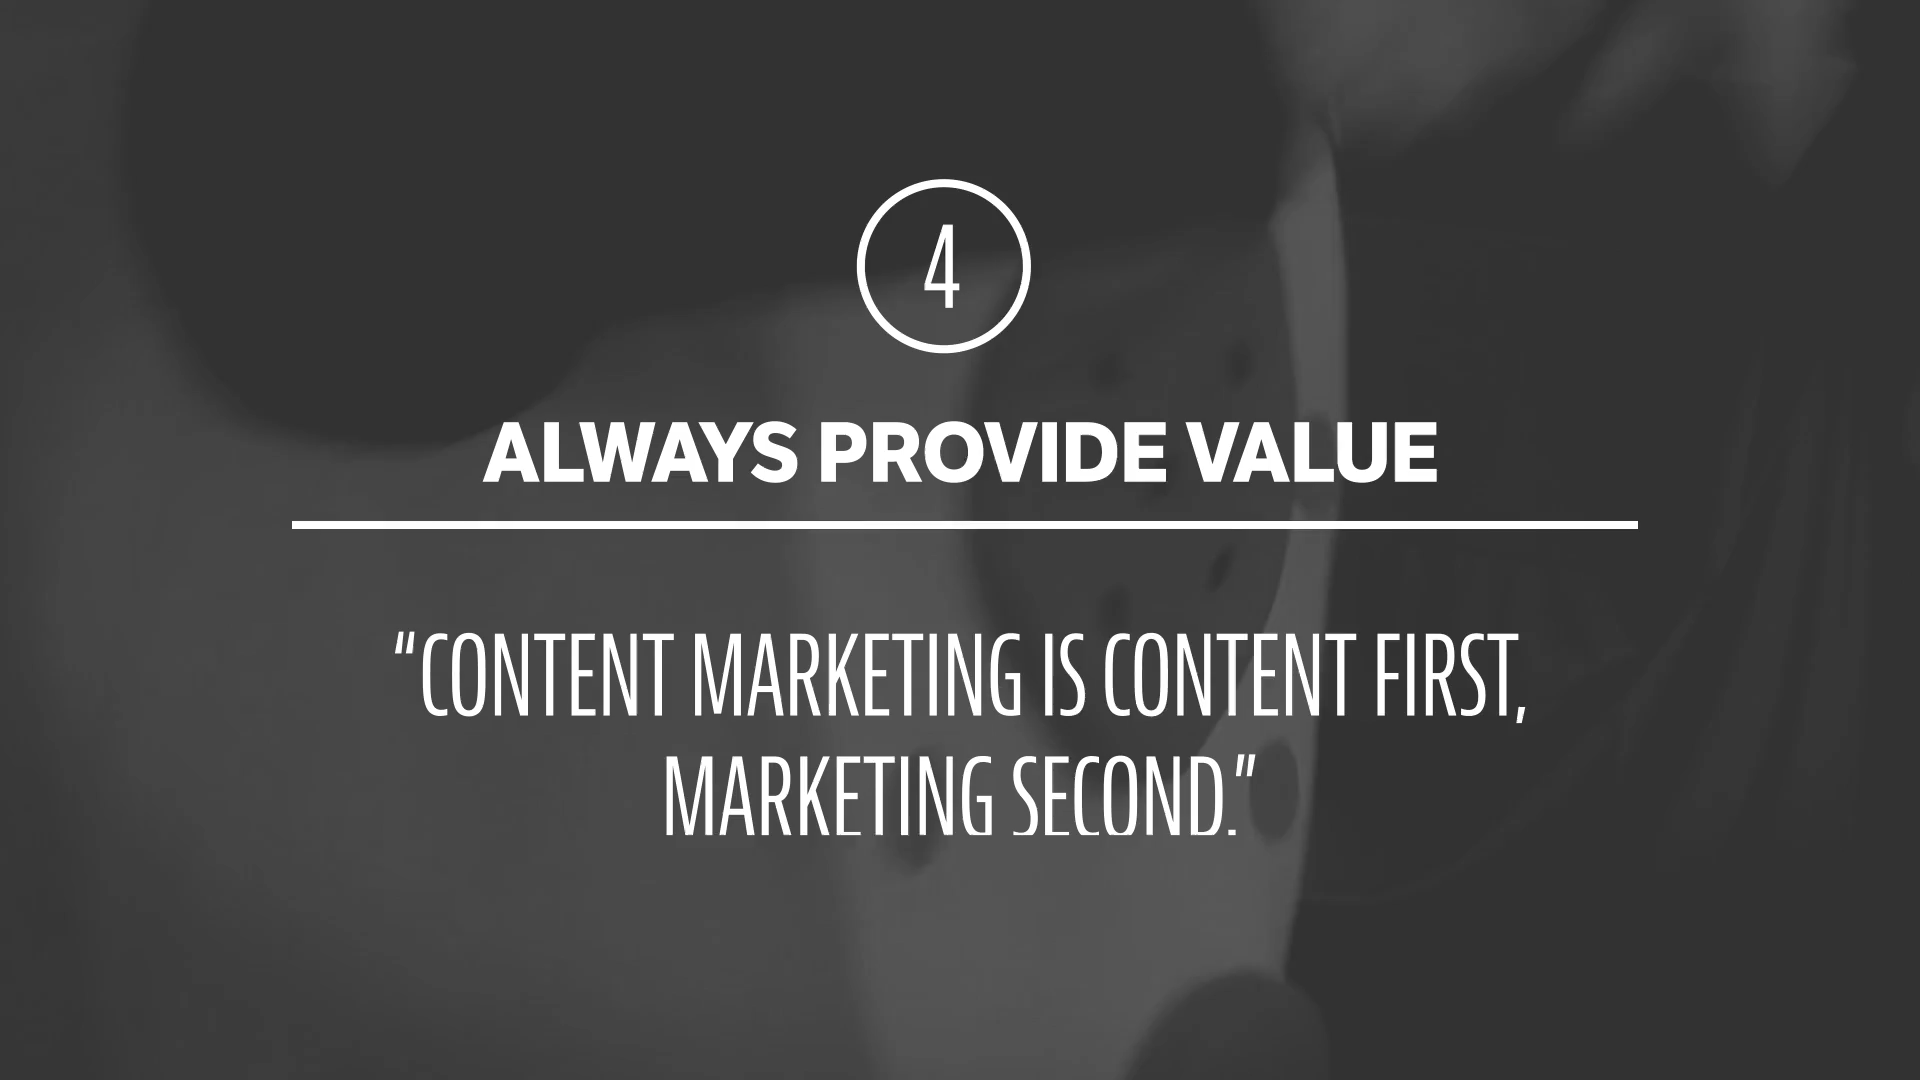 4
ALWAYS PROVIDE VALUE
"CONTENT MARKETING IS CONTENT FIRST,
MARKETING SECOND."